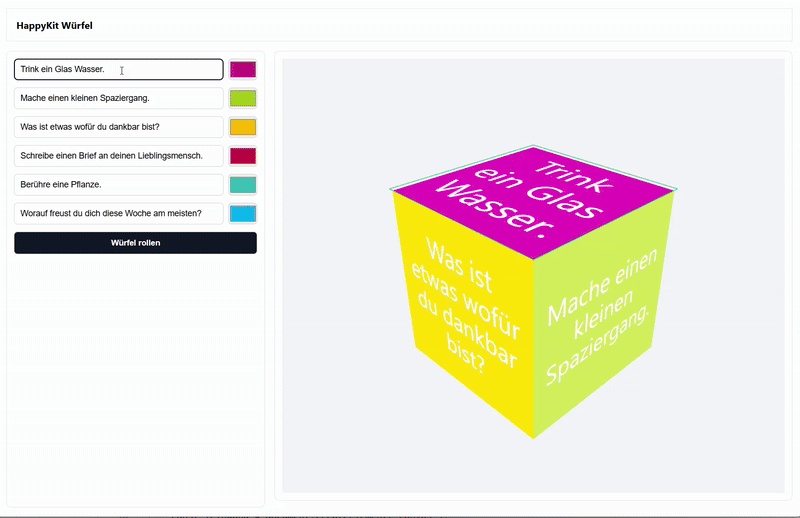 HappyKit Würfel
Trink ein Glas Wasser.
Mache einen kleinen Spaziergang.
Was ist etwas wofür du dankbar bist?
Schreibe einen Brief an deinen Lieblingsmensch.
Berühre eine Pflanze.
Worauf freust du dich diese Woche am meisten?
Würfel rollen
Trink
ein Glas
Wasser.
Was ist
etwas wofür
du dankbar
bist?
Mache einen
kleinen
Spaziergang.